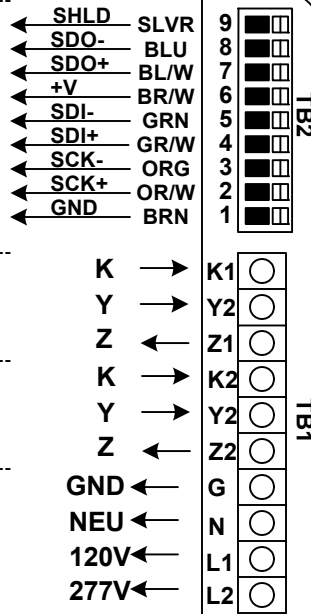 SHLD SLVR 9
SDO- BLU 8
SDO+ BL/W 7
+V BR/W 6
SDI- GRN 5
SDI+ GR/W 4
SCK- ORG 3
SCK+ OR/W 2
GND BRN 1
TB2
K K1
Y Y2
Z Z1
K K2
Y Y2
Z Z2
GND G
NEU N
120V L1
277V L2
TB1